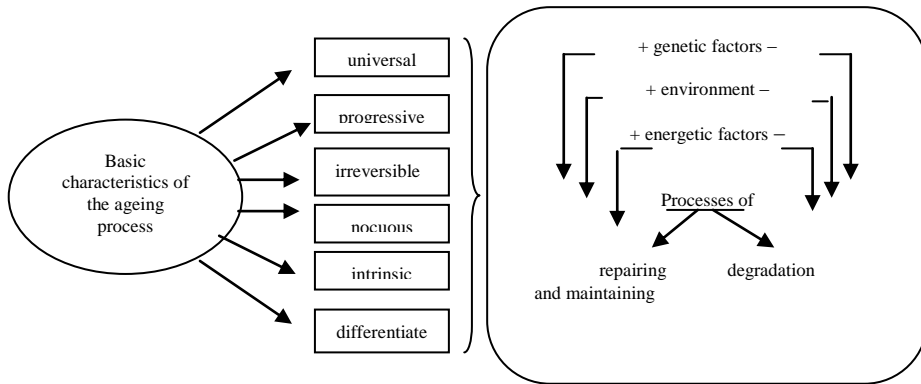 Basic
characteristics of
the ageing
process
universal
progressive
irreversible
nocuous
intrinsic
differentiate
+ genetic factors –
+ environment –
+ energetic factors –
Processes of
repairing
and maintaining
degradation